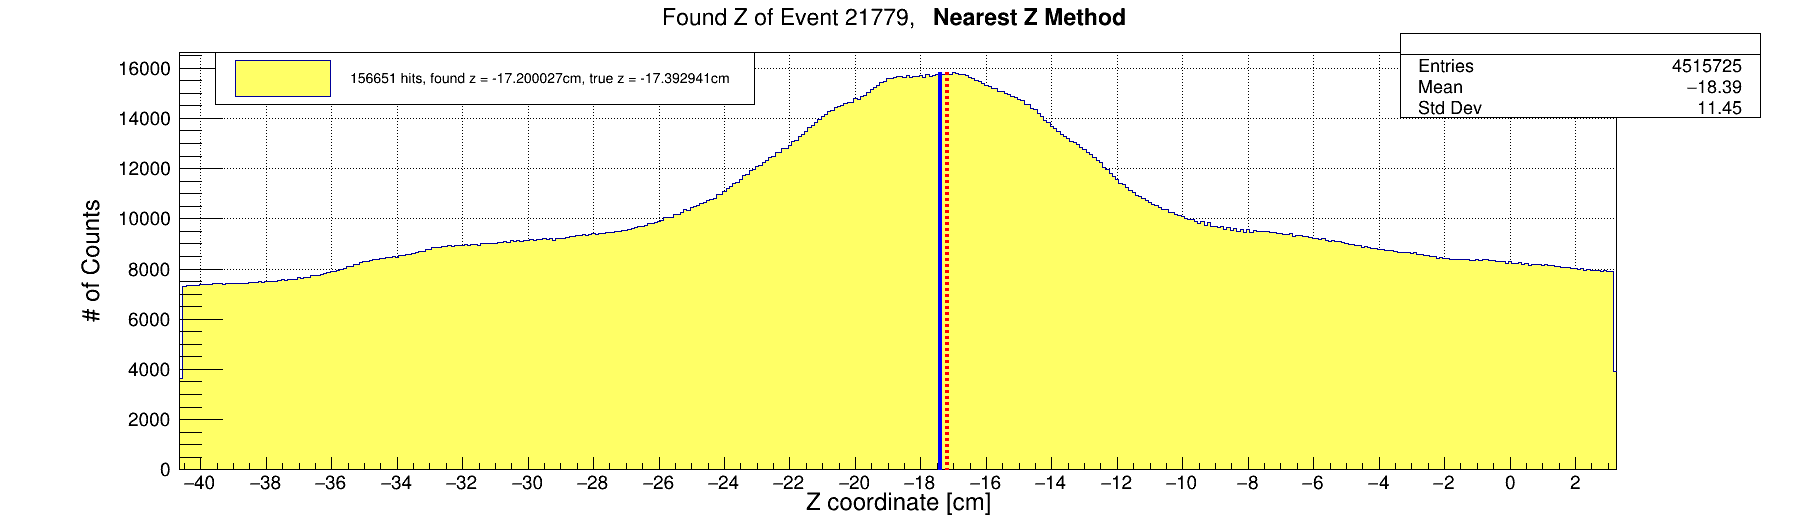 Found Z of Event 21779, Nearest Z Method
156651 hits, found z = -17.200027cm, true z = -17.392941cm
Entries 4515725
Mean −18.39
Std Dev 11.45
# of Counts
16000
14000
12000
10000
8000
6000
4000
2000
0
−40 −38 −36 −34 −32 −30 −28 −26 −24 −22 −20 −18 −16 −14 −12 −10 −8 −6 −4 −2 0 2
Z coordinate [cm]